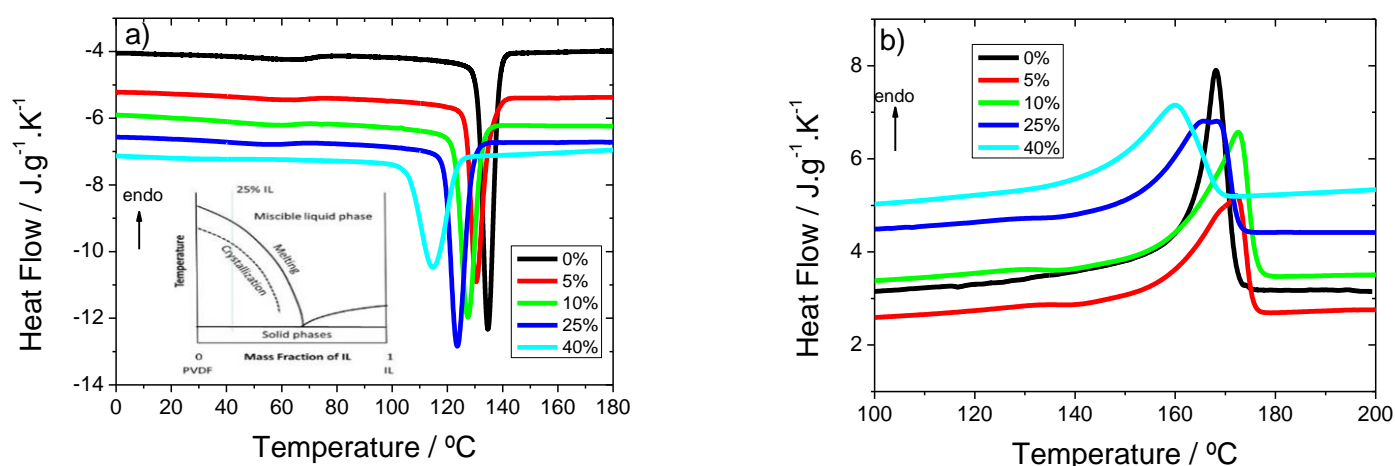 a)
-4
-6
-8
-10
-12
-14
Heat Flow / J.g⁻¹.K⁻¹
endo
0 20 40 60 80 100 120 140 160 180
Temperature / ºC
25% IL
Miscible liquid phase
Melting
Crystallization
Temperature
Solid phases
0 Mass Fraction of IL 1
PVDF IL
0%
5%
10%
25%
40%
b)
8
6
4
2
Heat Flow / J.g⁻¹.K⁻¹
endo
0%
5%
10%
25%
40%
100 120 140 160 180 200
Temperature / ºC